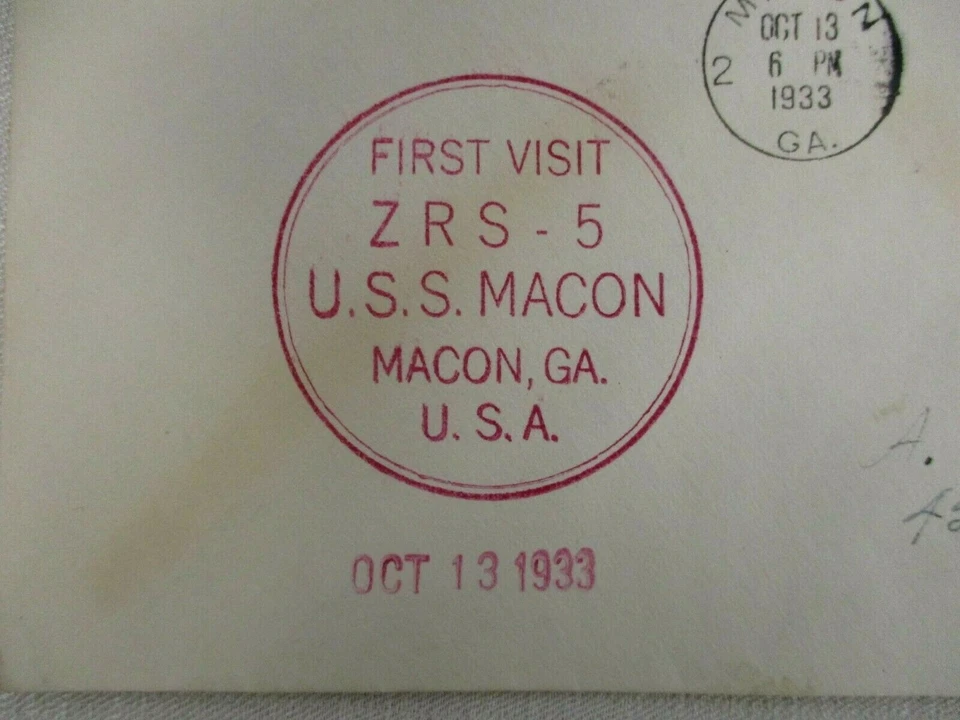 OCT 13
2 6 PM
1933
GA.
FIRST VISIT
ZRS-5
U.S.S. MACON
MACON, GA.
U.S.A.
A.
OCT 13 1933